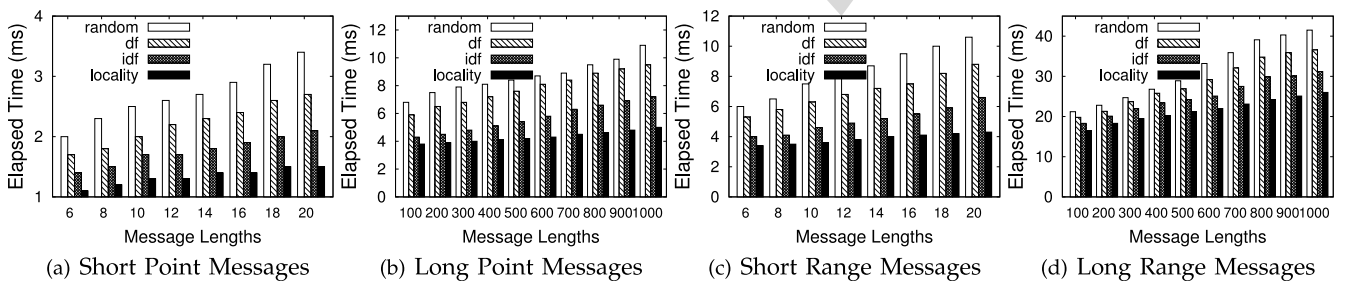 random
df
idf
locality
Elapsed Time (ms)
4
3
2
1
6 8 10 12 14 16 18 20
Message Lengths
(a) Short Point Messages
random
df
idf
locality
Elapsed Time (ms)
12
10
8
6
4
2
0
100 200 300 400 500 600 700 800 900 1000
Message Lengths
(b) Long Point Messages
random
df
idf
locality
Elapsed Time (ms)
12
10
8
6
4
2
0
6 8 10 12 14 16 18 20
Message Lengths
(c) Short Range Messages
random
df
idf
locality
Elapsed Time (ms)
40
30
20
10
0
100 200 300 400 500 600 700 800 900 1000
Message Lengths
(d) Long Range Messages